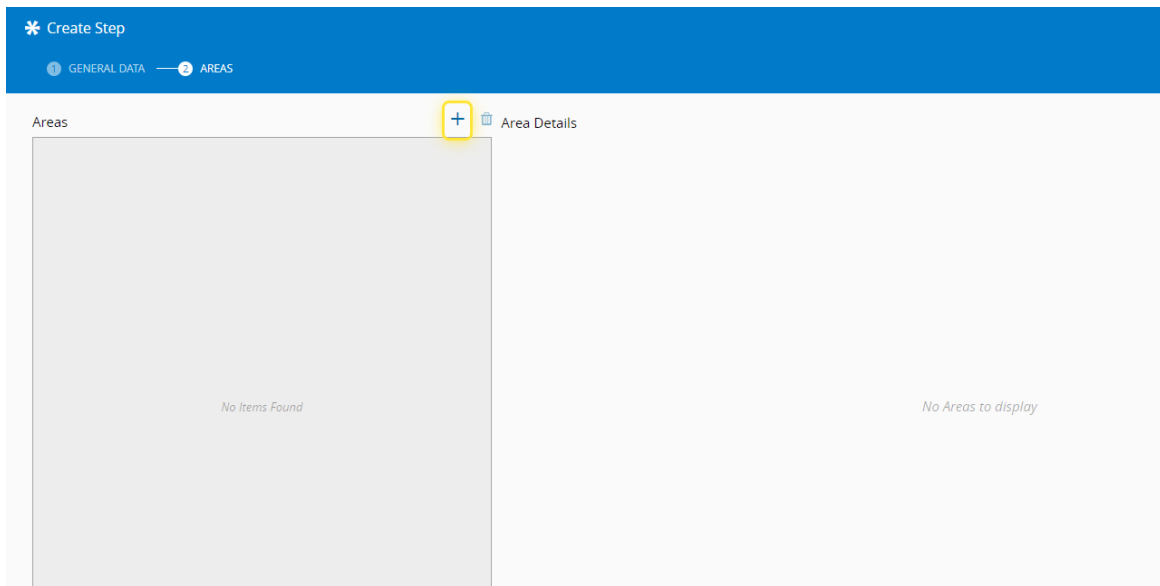 Create Step
1 GENERAL DATA 2 AREAS
Areas
Area Details
No Items Found
No Areas to display